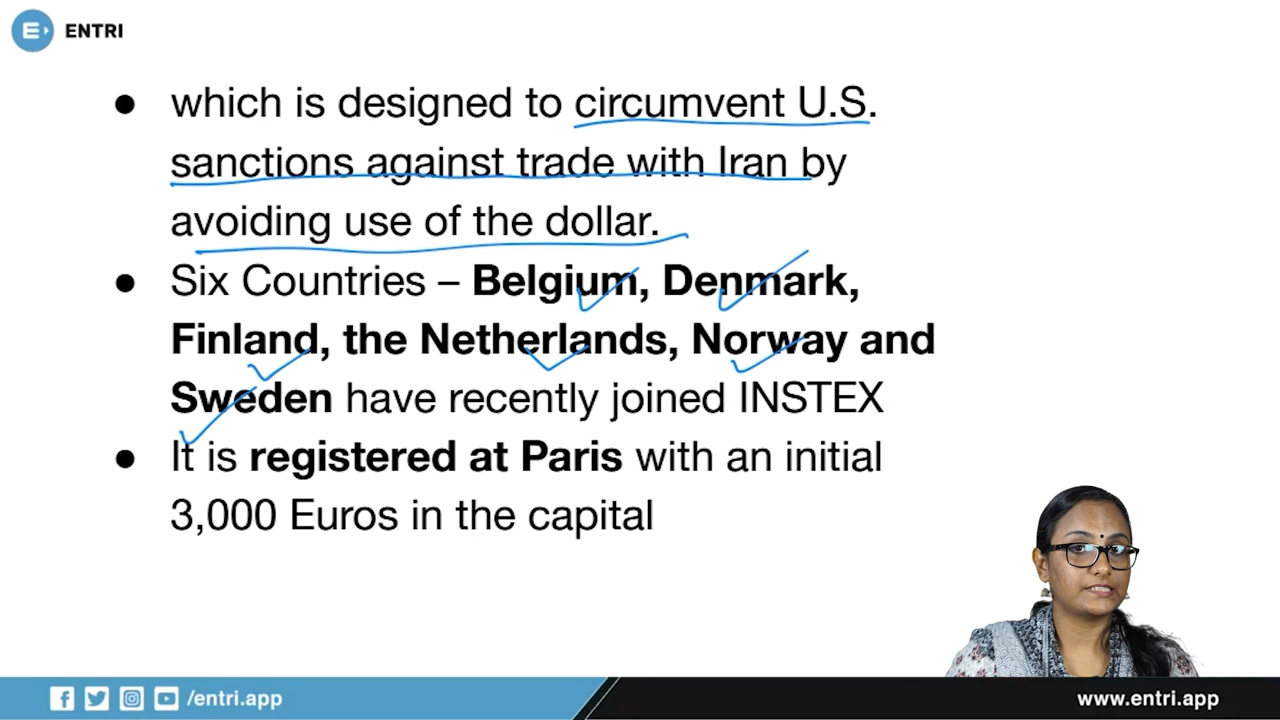 ENTRI
● which is designed to circumvent U.S.
sanctions against trade with Iran by
avoiding use of the dollar.
● Six Countries – Belgium, Denmark,
Finland, the Netherlands, Norway and
Sweden have recently joined INSTEX
● It is registered at Paris with an initial
3,000 Euros in the capital
/entri.app
www.entri.app